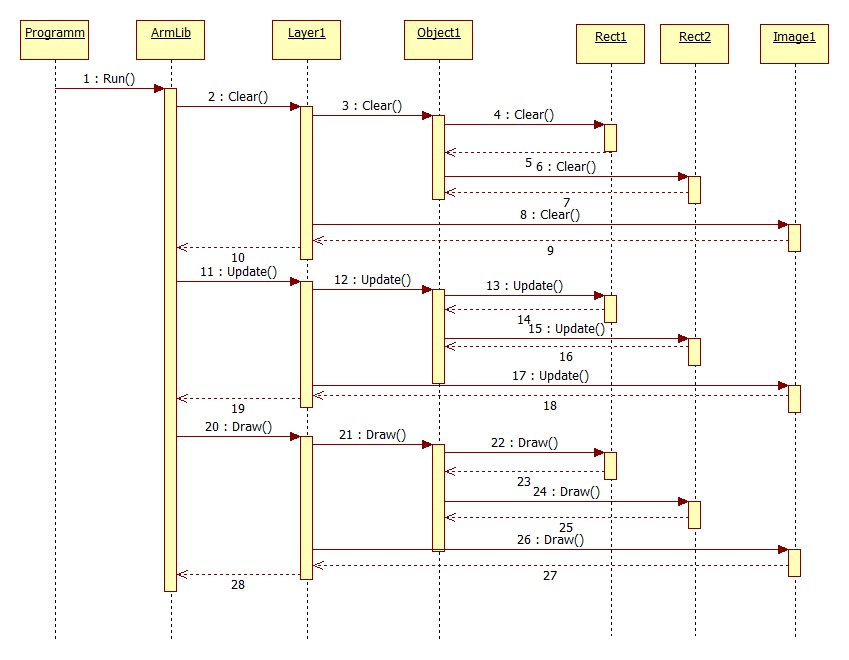 Programm
ArmLib
Layer1
Object1
Rect1
Rect2
Image1
1 : Run()
2 : Clear()
3 : Clear()
4 : Clear()
5
6 : Clear()
7
8 : Clear()
9
10
11 : Update()
12 : Update()
13 : Update()
14
15 : Update()
16
17 : Update()
18
19
20 : Draw()
21 : Draw()
22 : Draw()
23
24 : Draw()
25
26 : Draw()
27
28